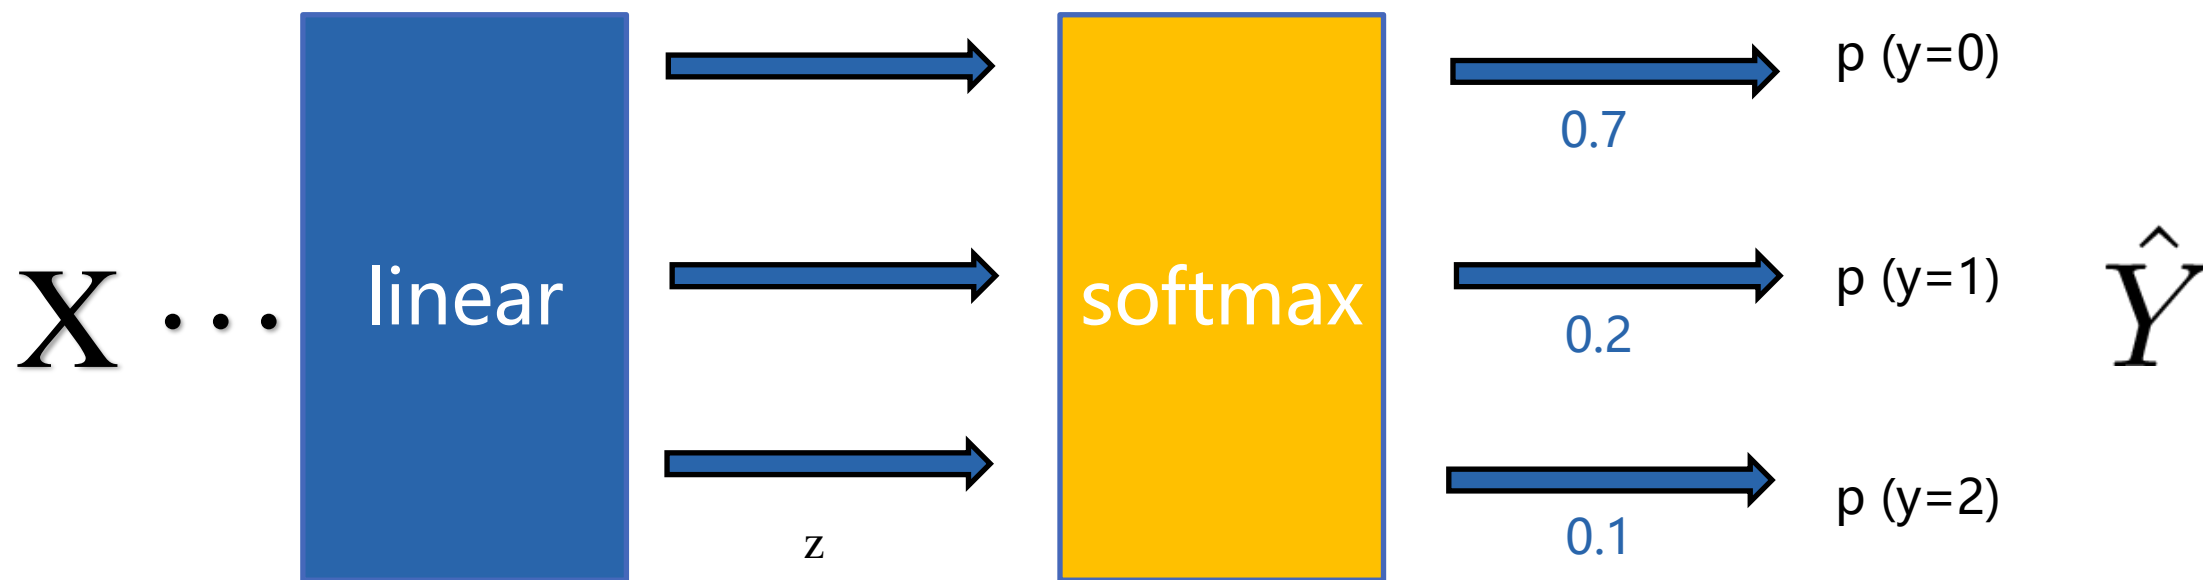 X ···
linear
z
softmax
0.7
0.2
0.1
p (y=0)
p (y=1)
p (y=2)
Ŷ